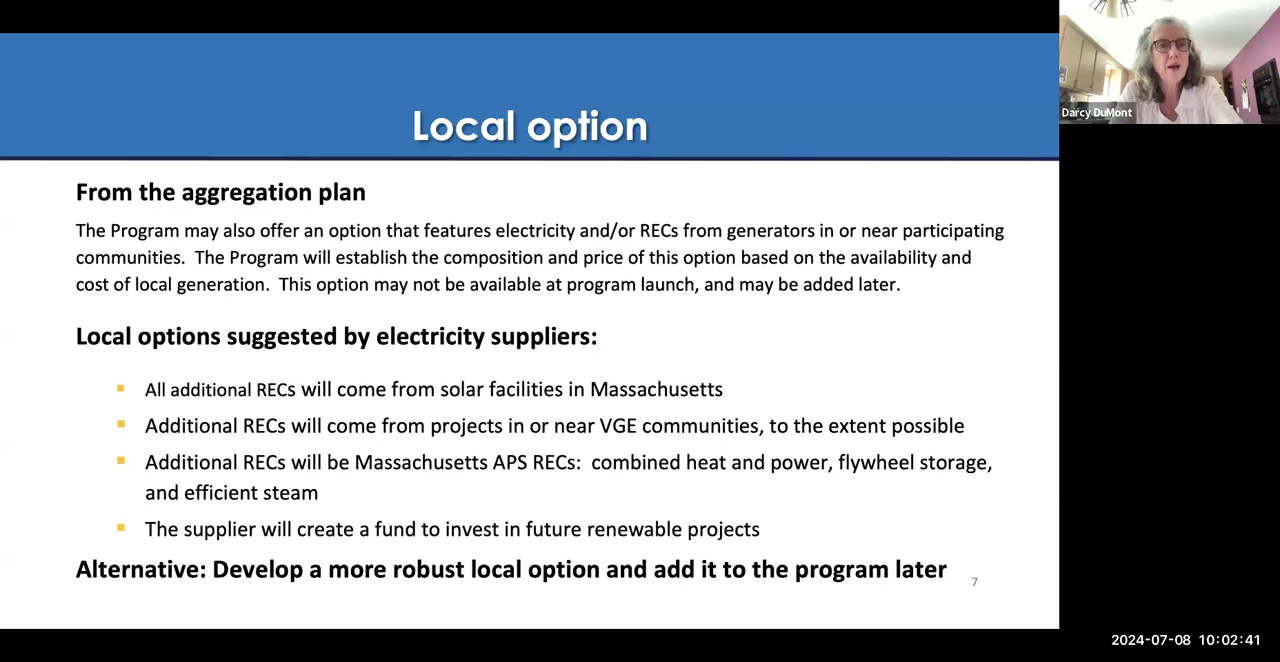 Local option
From the aggregation plan
The Program may also offer an option that features electricity and/or RECs from generators in or near participating
communities.  The Program will establish the composition and price of this option based on the availability and
cost of local generation.  This option may not be available at program launch, and may be added later.
Local options suggested by electricity suppliers:
▪ All additional RECs will come from solar facilities in Massachusetts
▪ Additional RECs will come from projects in or near VGE communities, to the extent possible
▪ Additional RECs will be Massachusetts APS RECs:  combined heat and power, flywheel storage,
and efficient steam
▪ The supplier will create a fund to invest in future renewable projects
Alternative: Develop a more robust local option and add it to the program later
7
Darcy DuMont
2024-07-08 10:02:41